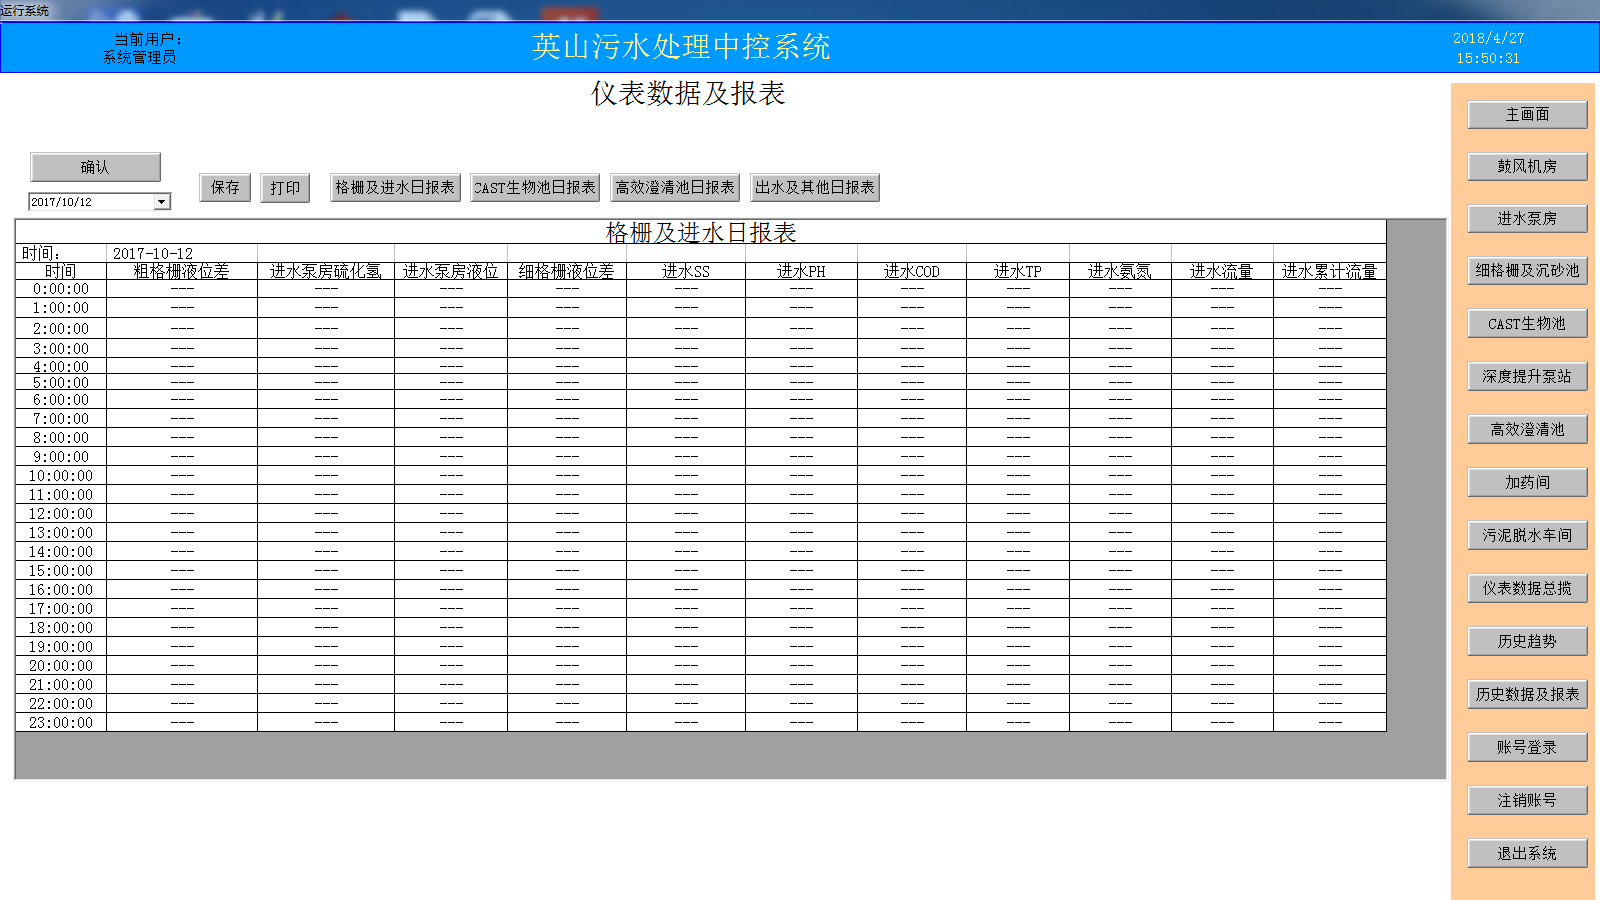 运行系统
当前用户:
系统管理员
英山污水处理中控系统
2018/4/27
15:50:31
仪表数据及报表
确认
2017/10/12
保存 打印 格栅及进水日报表 CAST生物池日报表 高效澄清池日报表 出水及其他日报表
格栅及进水日报表
时间: 2017-10-12
时间 粗格栅液位差 进水泵房硫化氢 进水泵房液位 细格栅液位差 进水SS 进水PH 进水COD 进水TP 进水氨氮 进水流量 进水累计流量
0:00:00 --- --- --- --- --- --- --- --- --- --- ---
1:00:00 --- --- --- --- --- --- --- --- --- --- ---
2:00:00 --- --- --- --- --- --- --- --- --- --- ---
3:00:00 --- --- --- --- --- --- --- --- --- --- ---
4:00:00 --- --- --- --- --- --- --- --- --- --- ---
5:00:00 --- --- --- --- --- --- --- --- --- --- ---
6:00:00 --- --- --- --- --- --- --- --- --- --- ---
7:00:00 --- --- --- --- --- --- --- --- --- --- ---
8:00:00 --- --- --- --- --- --- --- --- --- --- ---
9:00:00 --- --- --- --- --- --- --- --- --- --- ---
10:00:00 --- --- --- --- --- --- --- --- --- --- ---
11:00:00 --- --- --- --- --- --- --- --- --- --- ---
12:00:00 --- --- --- --- --- --- --- --- --- --- ---
13:00:00 --- --- --- --- --- --- --- --- --- --- ---
14:00:00 --- --- --- --- --- --- --- --- --- --- ---
15:00:00 --- --- --- --- --- --- --- --- --- --- ---
16:00:00 --- --- --- --- --- --- --- --- --- --- ---
17:00:00 --- --- --- --- --- --- --- --- --- --- ---
18:00:00 --- --- --- --- --- --- --- --- --- --- ---
19:00:00 --- --- --- --- --- --- --- --- --- --- ---
20:00:00 --- --- --- --- --- --- --- --- --- --- ---
21:00:00 --- --- --- --- --- --- --- --- --- --- ---
22:00:00 --- --- --- --- --- --- --- --- --- --- ---
23:00:00 --- --- --- --- --- --- --- --- --- --- ---
主画面
鼓风机房
进水泵房
细格栅及沉砂池
CAST生物池
深度提升泵站
高效澄清池
加药间
污泥脱水车间
仪表数据总揽
历史趋势
历史数据及报表
账号登录
注销账号
退出系统